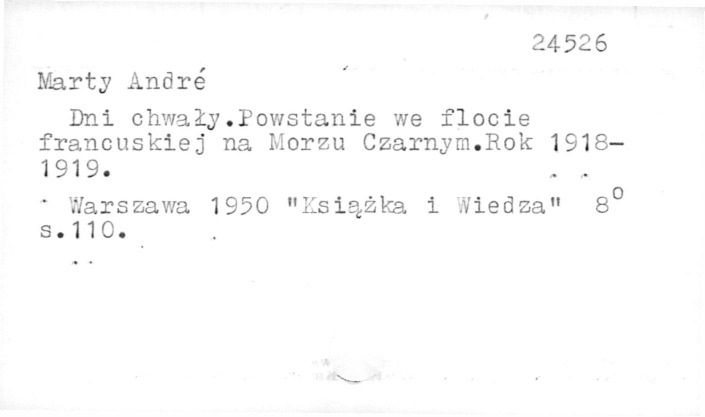 24526
Marty André
Dni chwały.Powstanie we flocie
francuskiej na Morzu Czarnym.Rok 1918-
1919.
Warszawa 1950 "Książka i Wiedza" 8⁰
s.110.